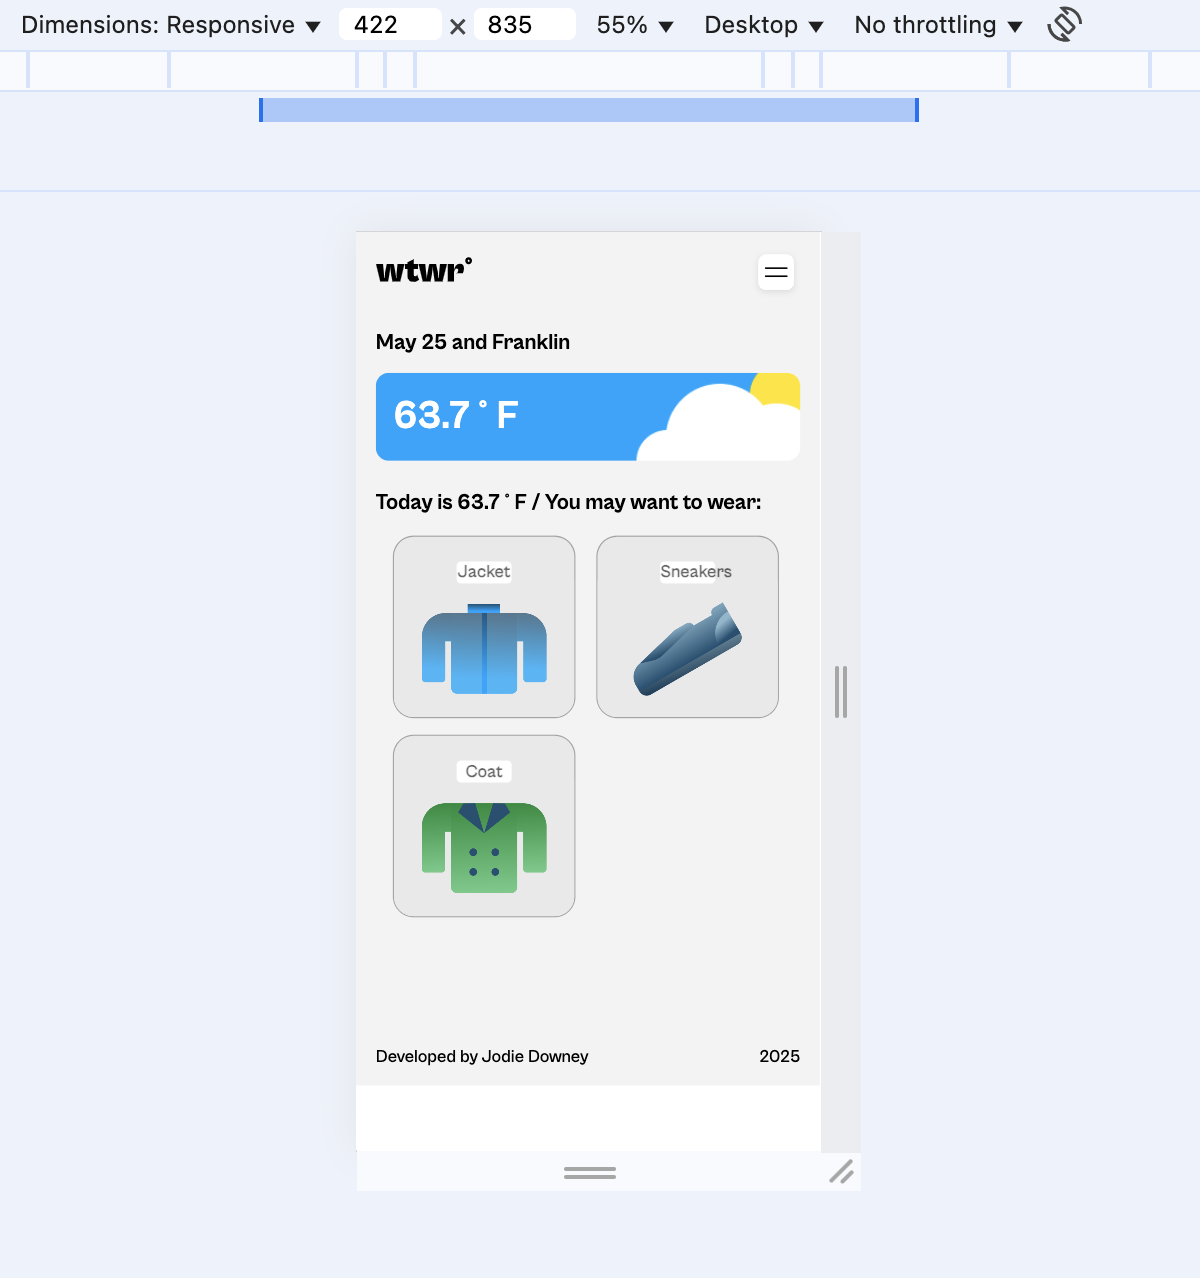 Dimensions: Responsive ▼ 422 × 835 55% ▼ Desktop ▼ No throttling ▼
wtwr°
May 25 and Franklin
63.7 ° F
Today is 63.7 ° F / You may want to wear:
Jacket Sneakers
Coat
Developed by Jodie Downey 2025